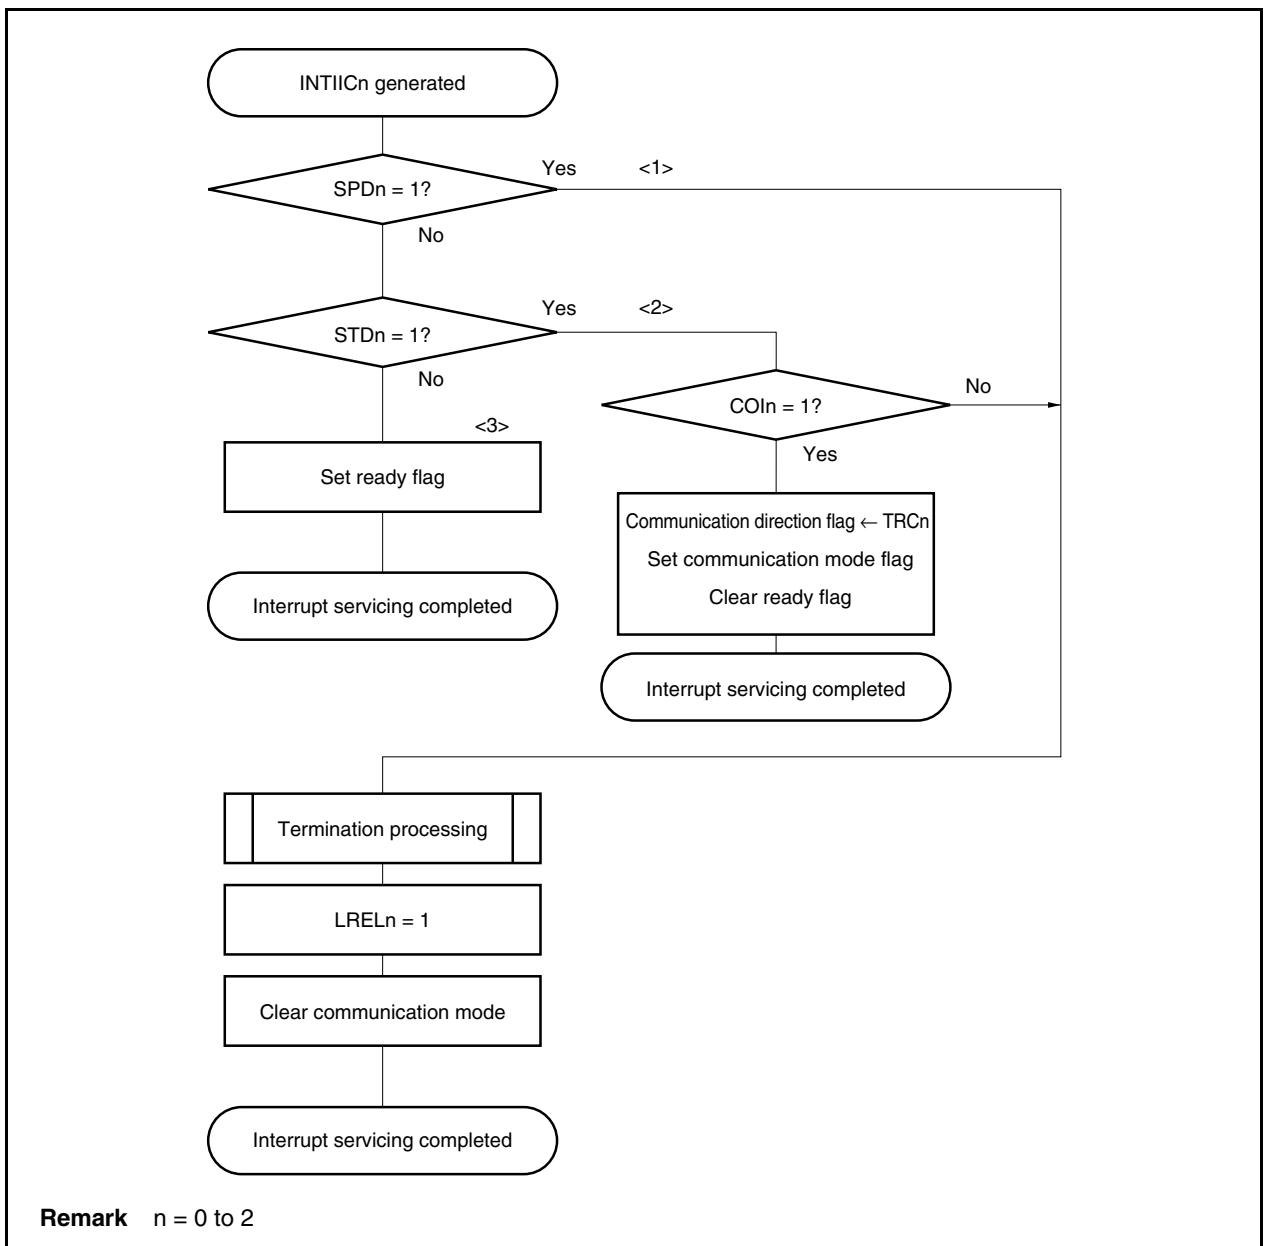 INTIICn generated
Yes <1>
SPDn = 1?
No
Yes <2>
STDn = 1?
No
No
COIn = 1?
Yes
<3>
Set ready flag
Communication direction flag ← TRCn
Set communication mode flag
Clear ready flag
Interrupt servicing completed
Interrupt servicing completed
Termination processing
LRELn = 1
Clear communication mode
Interrupt servicing completed
Remark n = 0 to 2